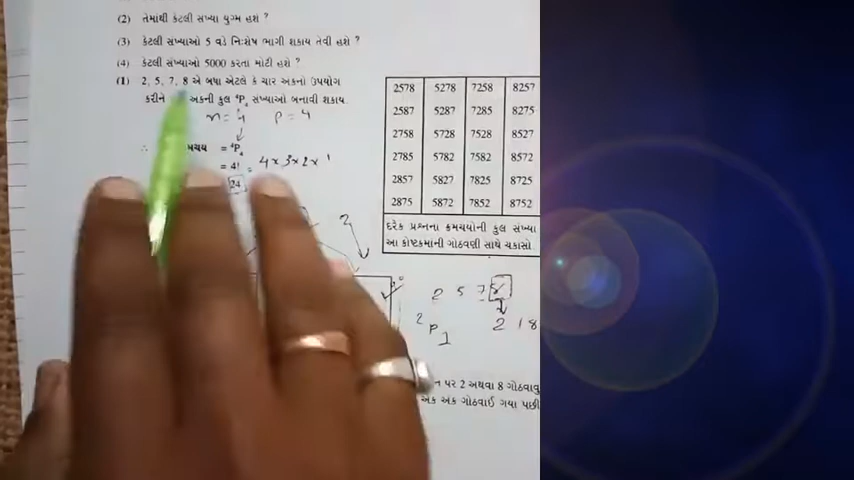 (2) તેમાંથી કેટલી સંખ્યા યુગ્મ હશે ?
(3) કેટલી સંખ્યાઓ 5 વડે નિઃશેષ ભાગી શકાય તેવી હશે ?
(4) કેટલી સંખ્યાઓ 5000 કરતાં મોટી હશે ?
(1) 2, 5, 7, 8 એ બધા એટલે કે ચાર અંકનો ઉપયોગ
કરીને અંકની કુલ ⁴P₄ સંખ્યાઓ બનાવી શકાય.
n = 4 p = 4
= ⁴P₄
= 4! = 4 x 3 x 2 x 1
24
2578 5278 7258 8257
2587 5287 7285 8275
2758 5728 7528 8527
2785 5782 7582 8572
2857 5827 7825 8725
2875 5872 7852 8752
દરેક પ્રશ્નના ક્રમચયોની કુલ સંખ્યા
આ કોષ્ટકમાંની ગોઠવણી સાથે ચકાસો.
2
2 5 7 8
²P₁ 2 1 8
ન પર 2 અથવા 8 ગોઠવવુ
અંક ગોઠવાઈ ગયા પછી